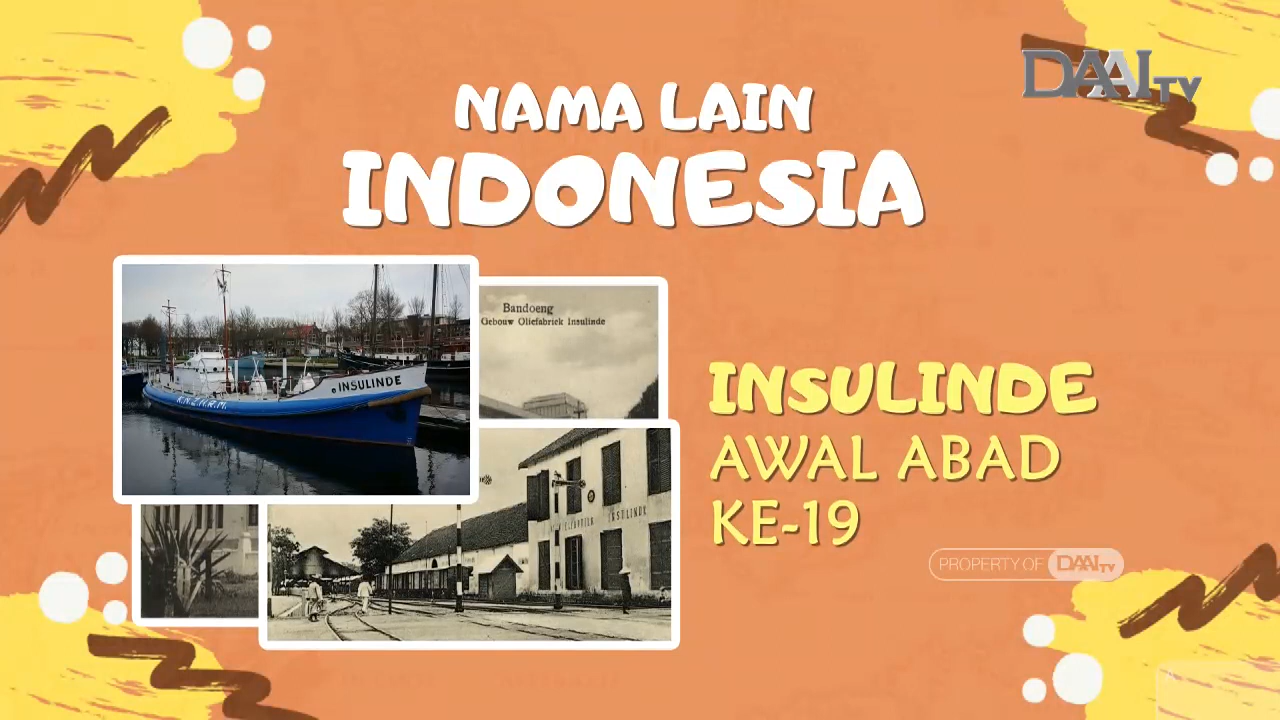 DAAI TV
NAMA LAIN
INDONESIA
Bandoeng
Gebouw Oliefabriek Insulinde
INSULINDE
K.N.Z.H.R.M.
INSULINDE
INSULINDE
AWAL ABAD
KE-19
PROPERTY OF DAAI TV